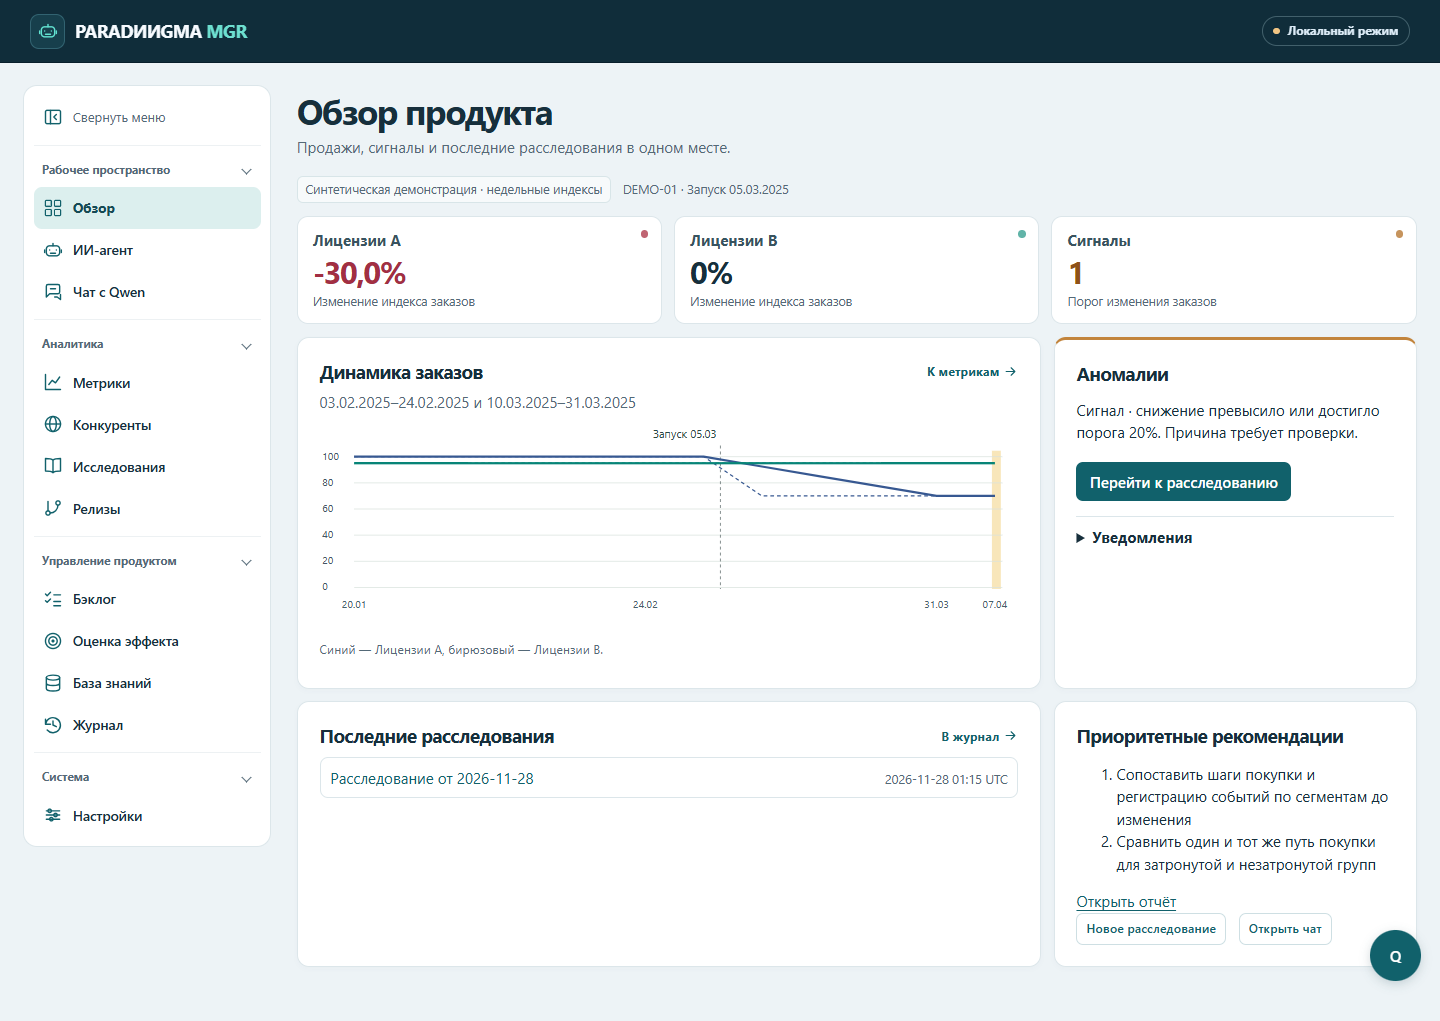 PARADИИGMA MGR
Локальный режим
Свернуть меню
Рабочее пространство
Обзор
ИИ-агент
Чат с Qwen
Аналитика
Метрики
Конкуренты
Исследования
Релизы
Управление продуктом
Бэклог
Оценка эффекта
База знаний
Журнал
Система
Настройки
Обзор продукта
Продажи, сигналы и последние расследования в одном месте.
Синтетическая демонстрация · недельные индексы
DEMO-01 · Запуск 05.03.2025
Лицензии A
-30,0%
Изменение индекса заказов
Лицензии B
0%
Изменение индекса заказов
Сигналы
1
Порог изменения заказов
Динамика заказов
К метрикам →
03.02.2025–24.02.2025 и 10.03.2025–31.03.2025
Запуск 05.03
100
80
60
40
20
0
20.01
24.02
31.03
07.04
Синий — Лицензии A, бирюзовый — Лицензии B.
Аномалии
Сигнал · снижение превысило или достигло
порога 20%. Причина требует проверки.
Перейти к расследованию
Уведомления
Последние расследования
В журнал →
Расследование от 2026-11-28
2026-11-28 01:15 UTC
Приоритетные рекомендации
1. Сопоставить шаги покупки и
регистрацию событий по сегментам до
изменения
2. Сравнить один и тот же путь покупки
для затронутой и незатронутой групп
Открыть отчёт
Новое расследование
Открыть чат
Q